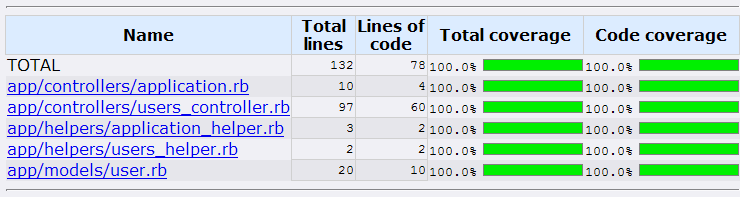 Name Total lines Lines of code Total coverage Code coverage
TOTAL 132 78 100.0% 100.0%
app/controllers/application.rb 10 4 100.0% 100.0%
app/controllers/users_controller.rb 97 60 100.0% 100.0%
app/helpers/application_helper.rb 3 2 100.0% 100.0%
app/helpers/users_helper.rb 2 2 100.0% 100.0%
app/models/user.rb 20 10 100.0% 100.0%